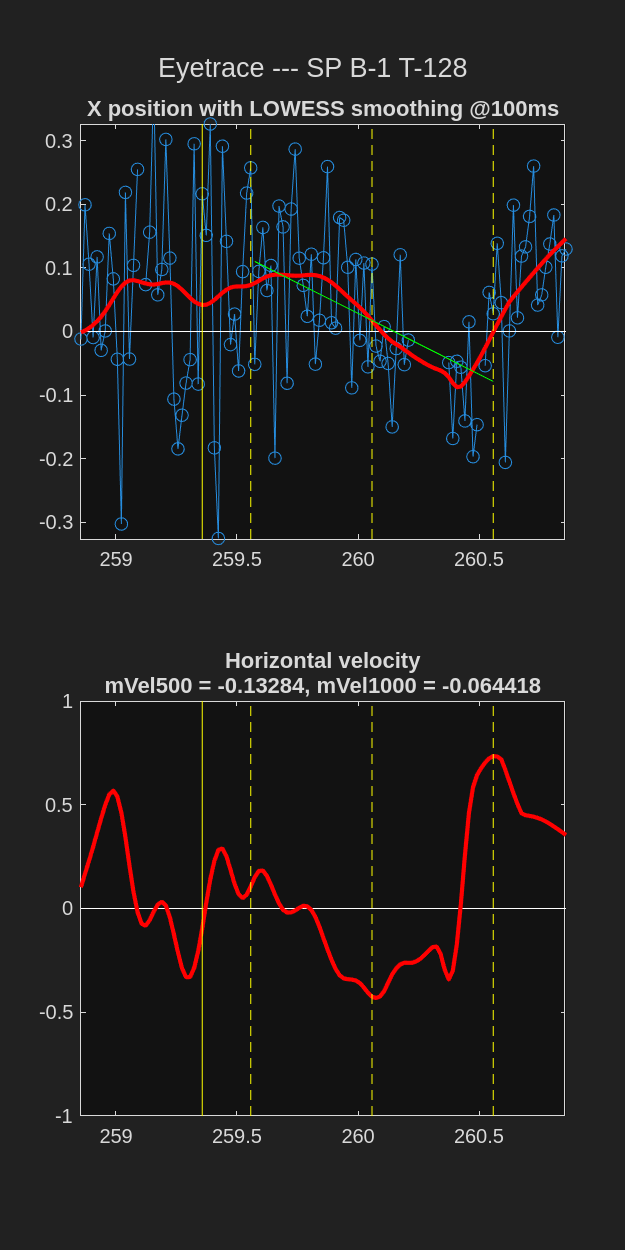 Eyetrace --- SP B-1 T-128
X position with LOWESS smoothing @100ms
0.3
0.2
0.1
0
-0.1
-0.2
-0.3
259 259.5 260 260.5
Horizontal velocity
mVel500 = -0.13284, mVel1000 = -0.064418
1
0.5
0
-0.5
-1
259 259.5 260 260.5